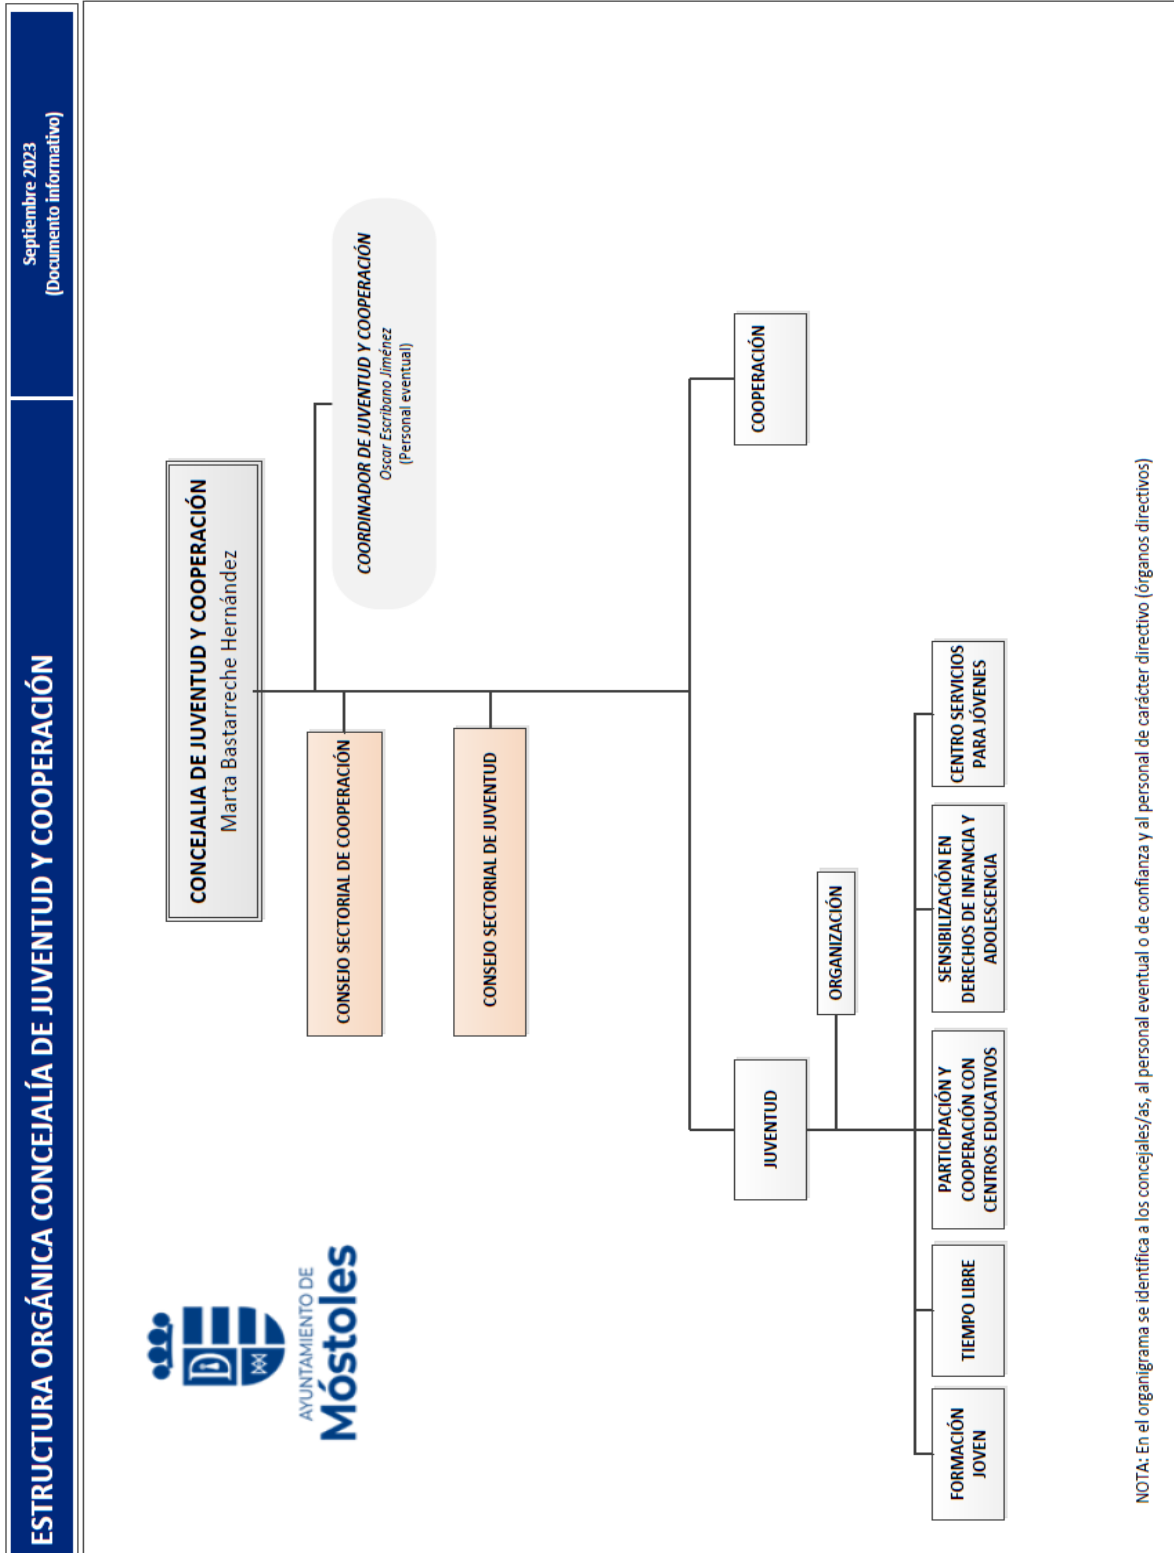 ESTRUCTURA ORGÁNICA CONCEJALÍA DE JUVENTUD Y COOPERACIÓN
Septiembre 2023
(Documento informativo)
AYUNTAMIENTO DE
Móstoles
CONCEJALIA DE JUVENTUD Y COOPERACIÓN
Marta Bastarreche Hernández
COORDINADOR DE JUVENTUD Y COOPERACIÓN
Oscar Escribano Jiménez
(Personal eventual)
CONSEJO SECTORIAL DE COOPERACIÓN
CONSEJO SECTORIAL DE JUVENTUD
JUVENTUD
COOPERACIÓN
ORGANIZACIÓN
FORMACIÓN
JOVEN
TIEMPO LIBRE
PARTICIPACIÓN Y
COOPERACIÓN CON
CENTROS EDUCATIVOS
SENSIBILIZACIÓN EN
DERECHOS DE INFANCIA Y
ADOLESCENCIA
CENTRO SERVICIOS
PARA JÓVENES
NOTA: En el organigrama se identifica a los concejales/as, al personal eventual o de confianza y al personal de carácter directivo (órganos directivos)